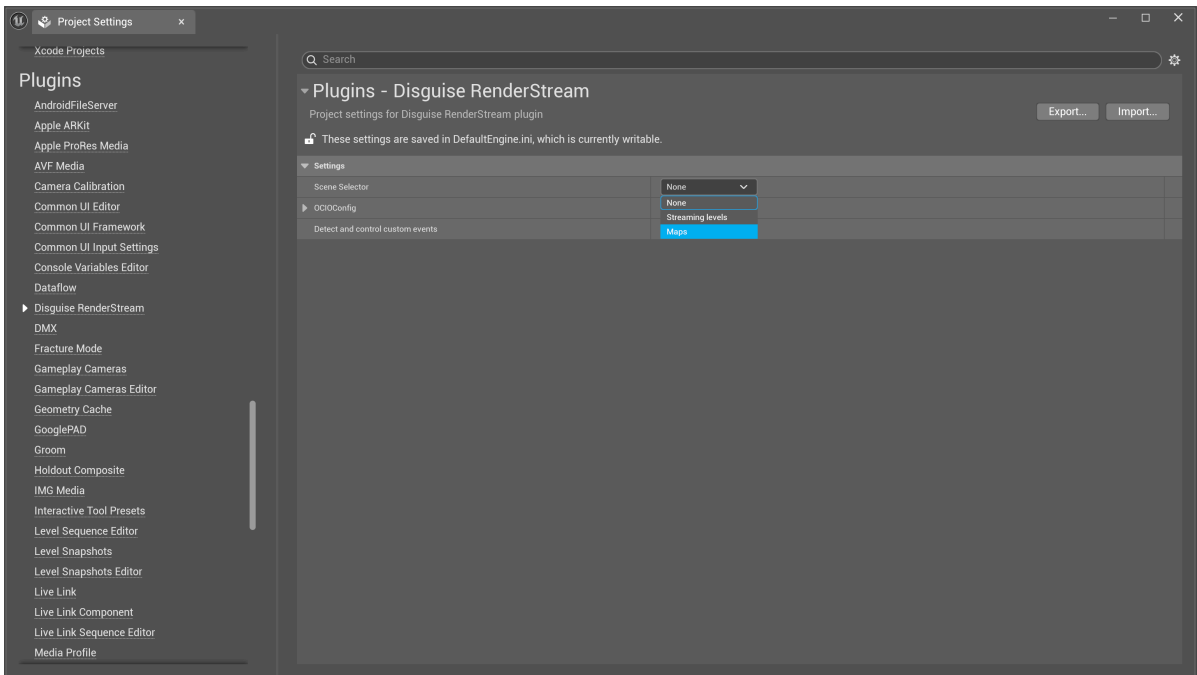 Project Settings
Xcode Projects
Plugins
AndroidFileServer
Apple ARKit
Apple ProRes Media
AVF Media
Camera Calibration
Common UI Editor
Common UI Framework
Common UI Input Settings
Console Variables Editor
Dataflow
Disguise RenderStream
DMX
Fracture Mode
Gameplay Cameras
Gameplay Cameras Editor
Geometry Cache
GooglePAD
Groom
Holdout Composite
IMG Media
Interactive Tool Presets
Level Sequence Editor
Level Snapshots
Level Snapshots Editor
Live Link
Live Link Component
Live Link Sequence Editor
Media Profile
Search
Plugins - Disguise RenderStream
Project settings for Disguise RenderStream plugin
Export... Import...
These settings are saved in DefaultEngine.ini, which is currently writable.
Settings
Scene Selector None
None
OCIOConfig
Streaming levels
Detect and control custom events Maps